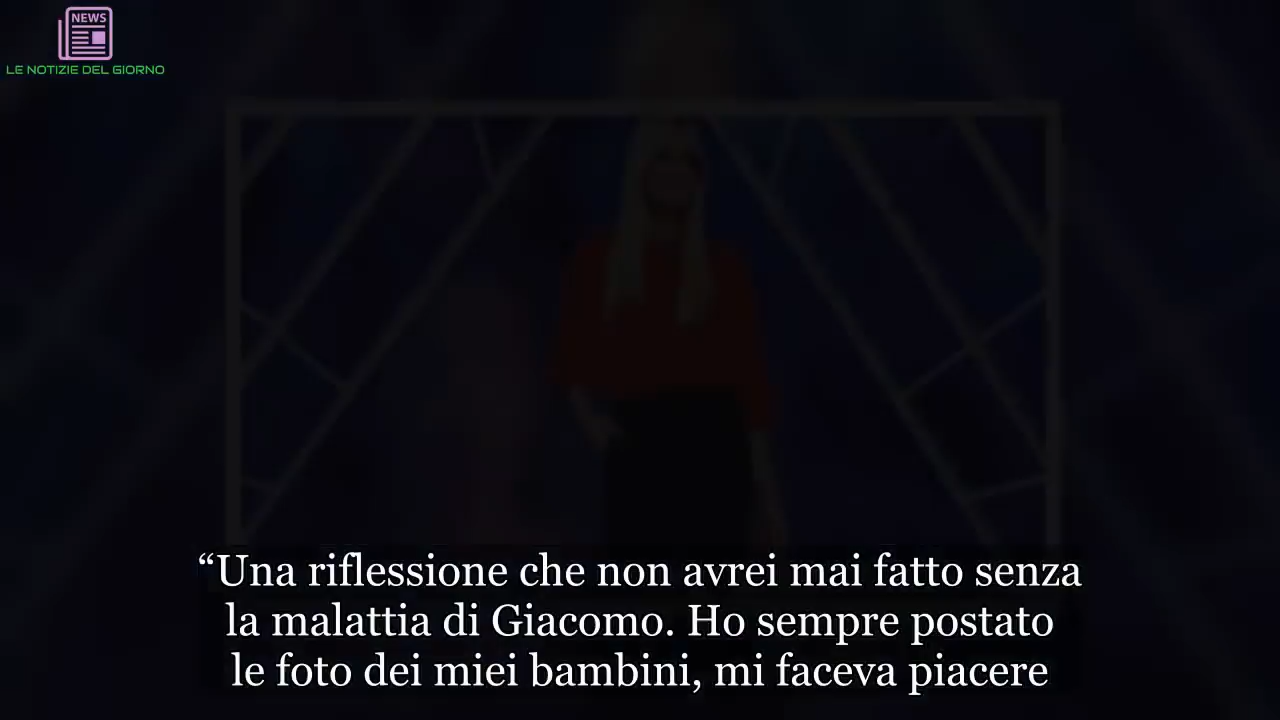 NEWS
LE NOTIZIE DEL GIORNO
“Una riflessione che non avrei mai fatto senza
la malattia di Giacomo. Ho sempre postato
le foto dei miei bambini, mi faceva piacere